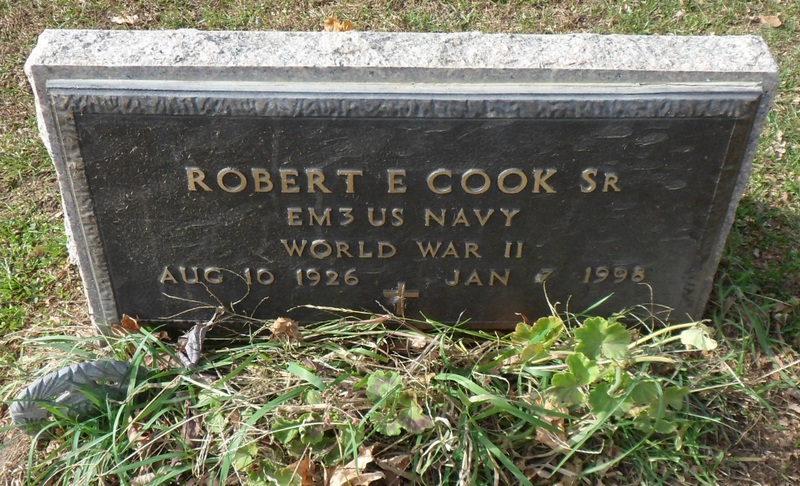 ROBERT E COOK SR
EM3 US NAVY
WORLD WAR II
AUG 10 1926 JAN 7 1998